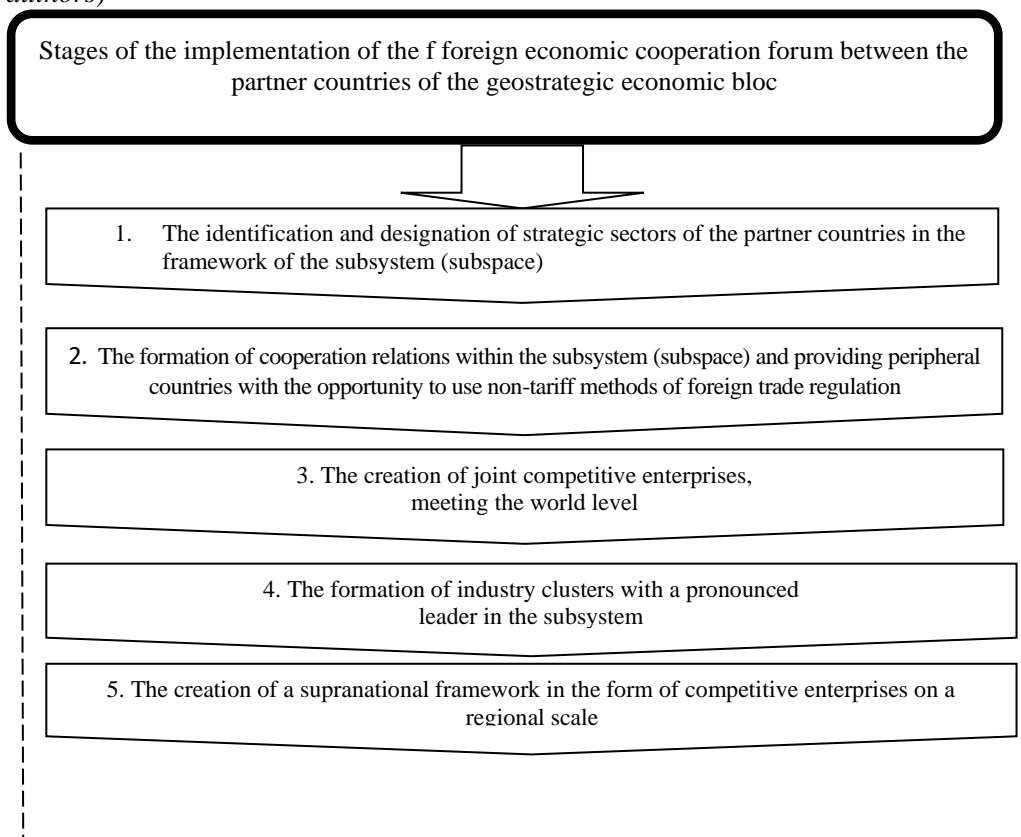 authors)
Stages of the implementation of the f foreign economic cooperation forum between the
partner countries of the geostrategic economic bloc
1. The identification and designation of strategic sectors of the partner countries in the
framework of the subsystem (subspace)
2. The formation of cooperation relations within the subsystem (subspace) and providing peripheral
countries with the opportunity to use non-tariff methods of foreign trade regulation
3. The creation of joint competitive enterprises,
meeting the world level
4. The formation of industry clusters with a pronounced
leader in the subsystem
5. The creation of a supranational framework in the form of competitive enterprises on a
regional scale